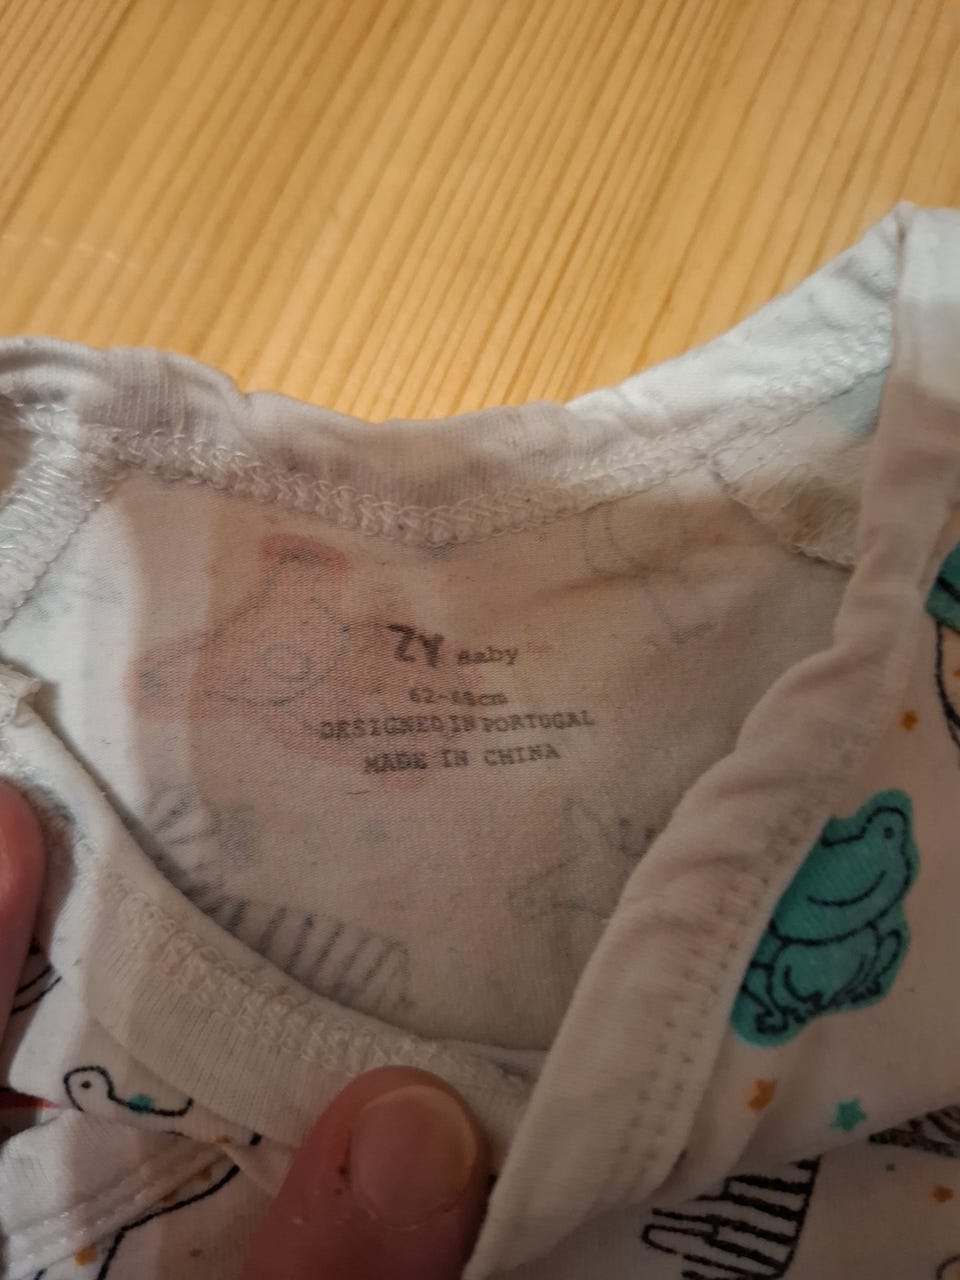 ZY Baby
62-68cm
DESIGNED IN PORTUGAL
MADE IN CHINA